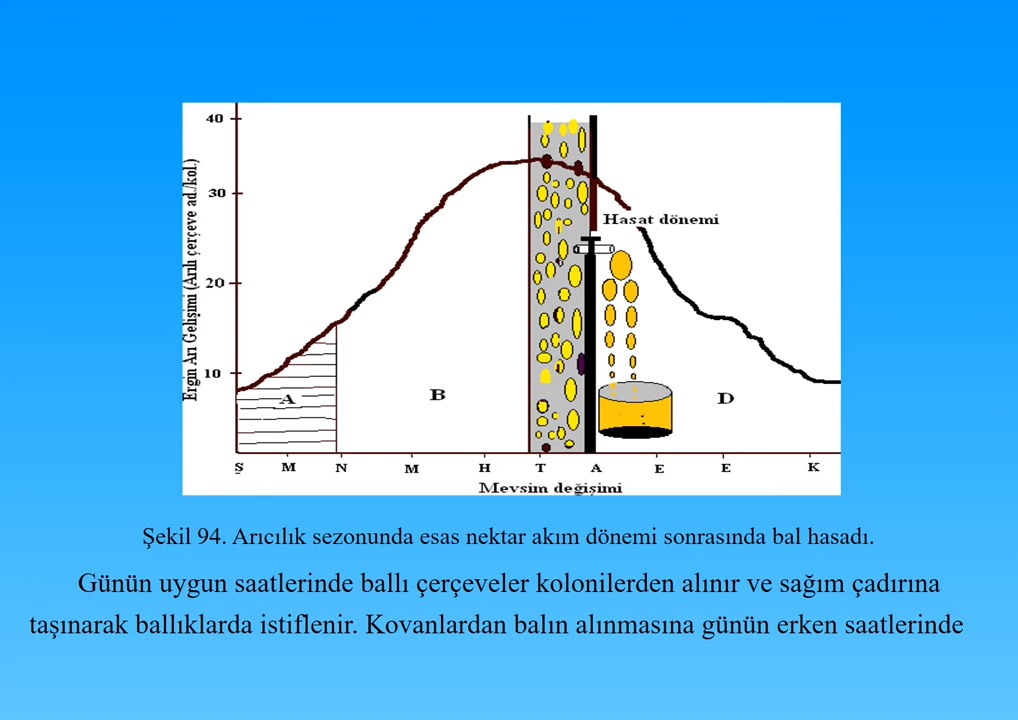 40
30
20
10
Ergin Arı Gelişimi (Arılı çerçeve ad./kol.)
Hasat dönemi
A
B
D
Ş M N M H T A E E K
Mevsim değişimi
Şekil 94. Arıcılık sezonunda esas nektar akım dönemi sonrasında bal hasadı.
Günün uygun saatlerinde ballı çerçeveler kolonilerden alınır ve sağım çadırına
taşınarak ballıklarda istiflenir. Kovanlardan balın alınmasına günün erken saatlerinde